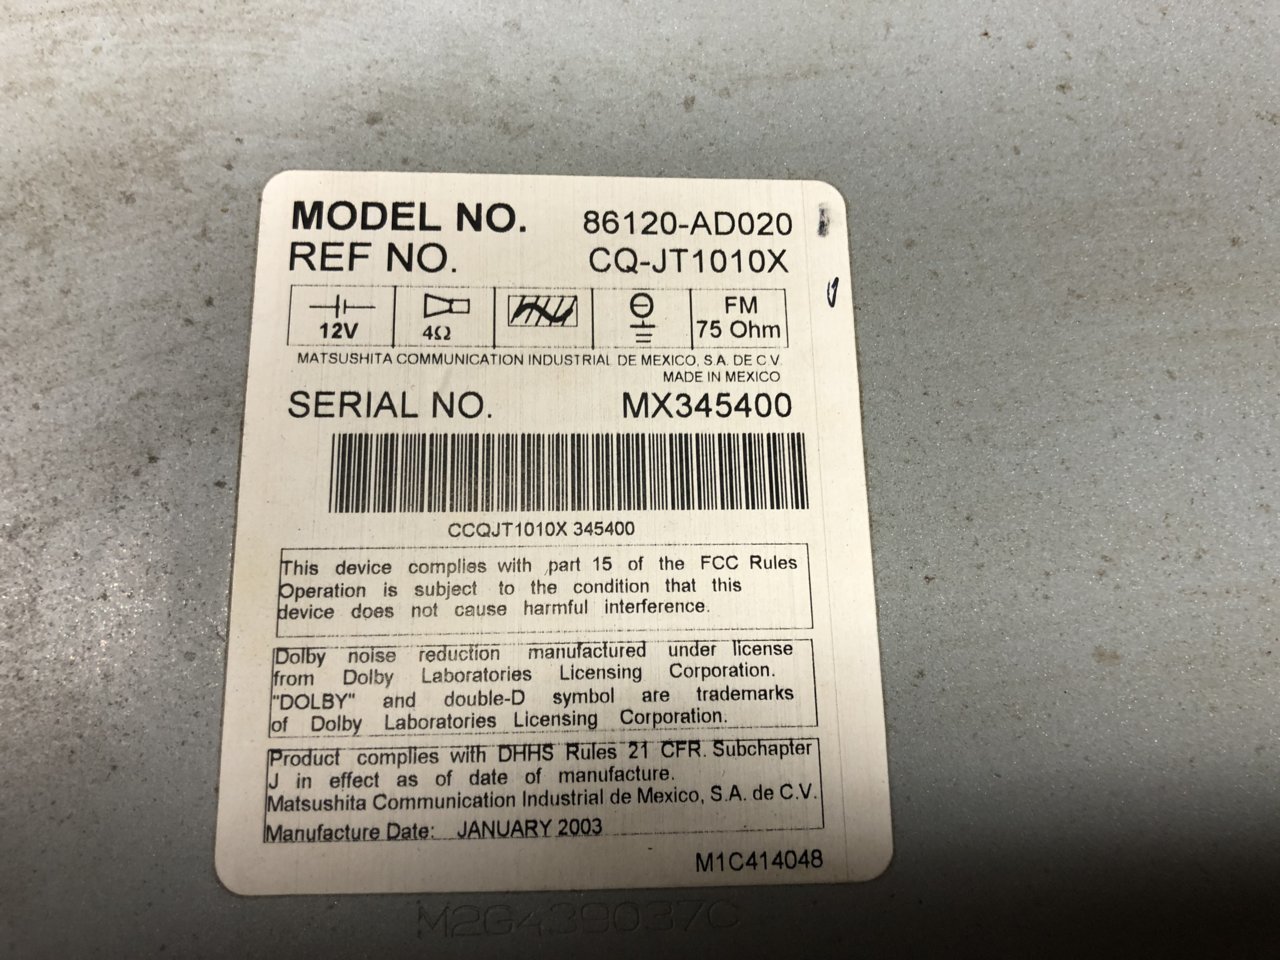 MODEL NO. 86120-AD020
REF NO. CQ-JT1010X
12V 4Ω FM 75 Ohm
MATSUSHITA COMMUNICATION INDUSTRIAL DE MEXICO, S.A. DE C.V.
MADE IN MEXICO
SERIAL NO. MX345400
CCQJT1010X 345400
This device complies with part 15 of the FCC Rules
Operation is subject to the condition that this
device does not cause harmful interference.
Dolby noise reduction manufactured under license
from Dolby Laboratories Licensing Corporation.
"DOLBY" and double-D symbol are trademarks
of Dolby Laboratories Licensing Corporation.
Product complies with DHHS Rules 21 CFR. Subchapter
J in effect as of date of manufacture.
Matsushita Communication Industrial de Mexico, S.A. de C.V.
Manufacture Date: JANUARY 2003
M1C414048
M2G439037C